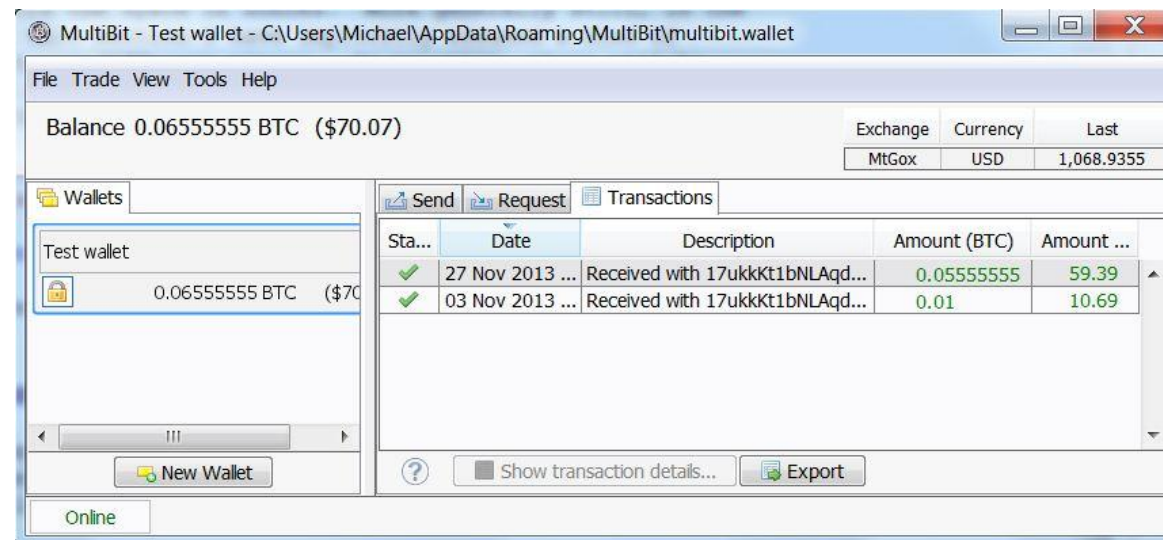 MultiBit - Test wallet - C:\Users\Michael\AppData\Roaming\MultiBit\multibit.wallet
File Trade View Tools Help
Balance 0.06555555 BTC ($70.07)
Exchange Currency Last
MtGox USD 1,068.9355
Wallets
Send Request Transactions
Test wallet
0.06555555 BTC ($70
Sta... Date Description Amount (BTC) Amount ...
27 Nov 2013 ... Received with 17ukkKt1bNLAqd... 0.05555555 59.39
03 Nov 2013 ... Received with 17ukkKt1bNLAqd... 0.01 10.69
New Wallet
? Show transaction details... Export
Online